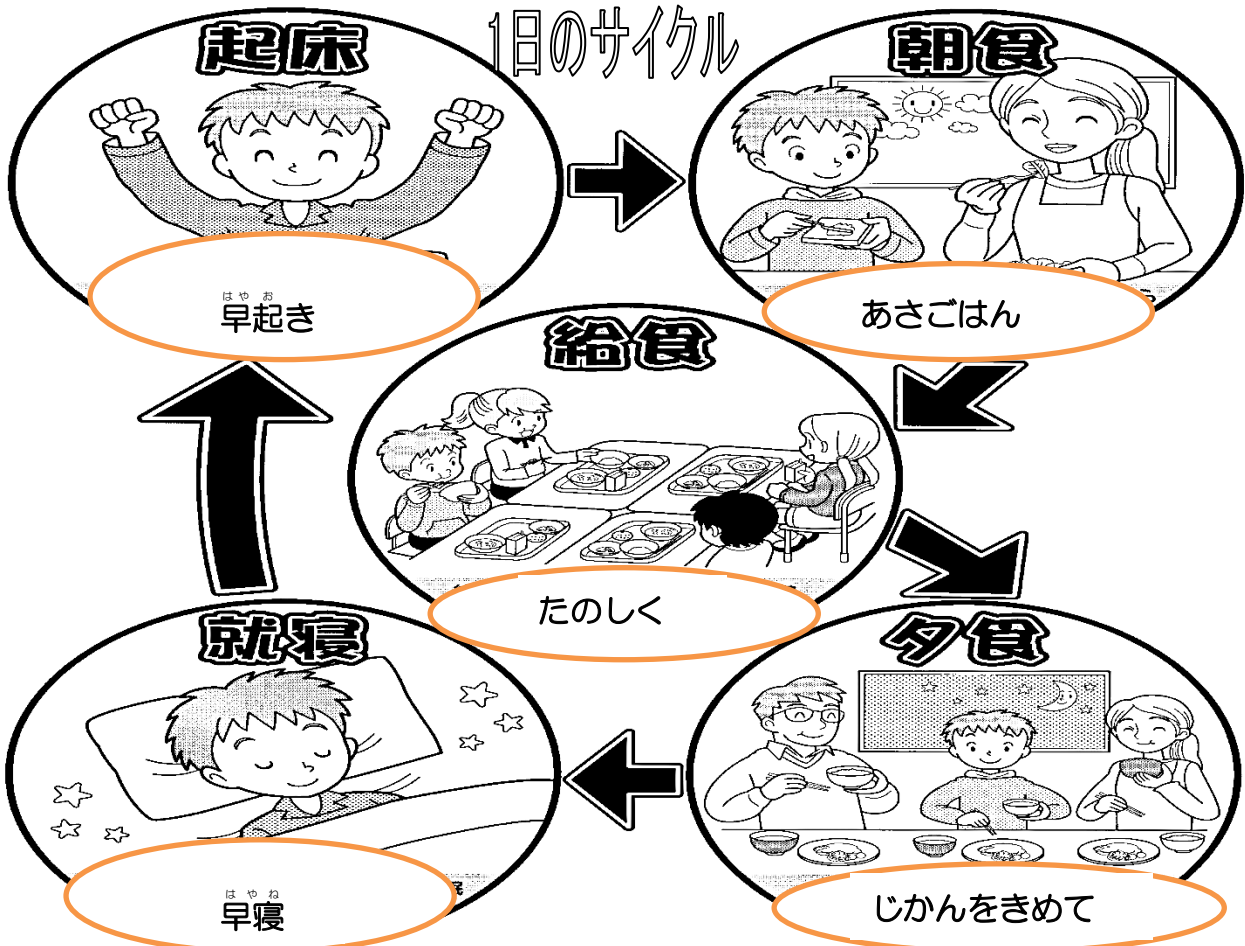 1日のサイクル
起床
はやお
早起き
朝食
あさごはん
給食
たのしく
夕食
じかんをきめて
就寝
はやね
早寝